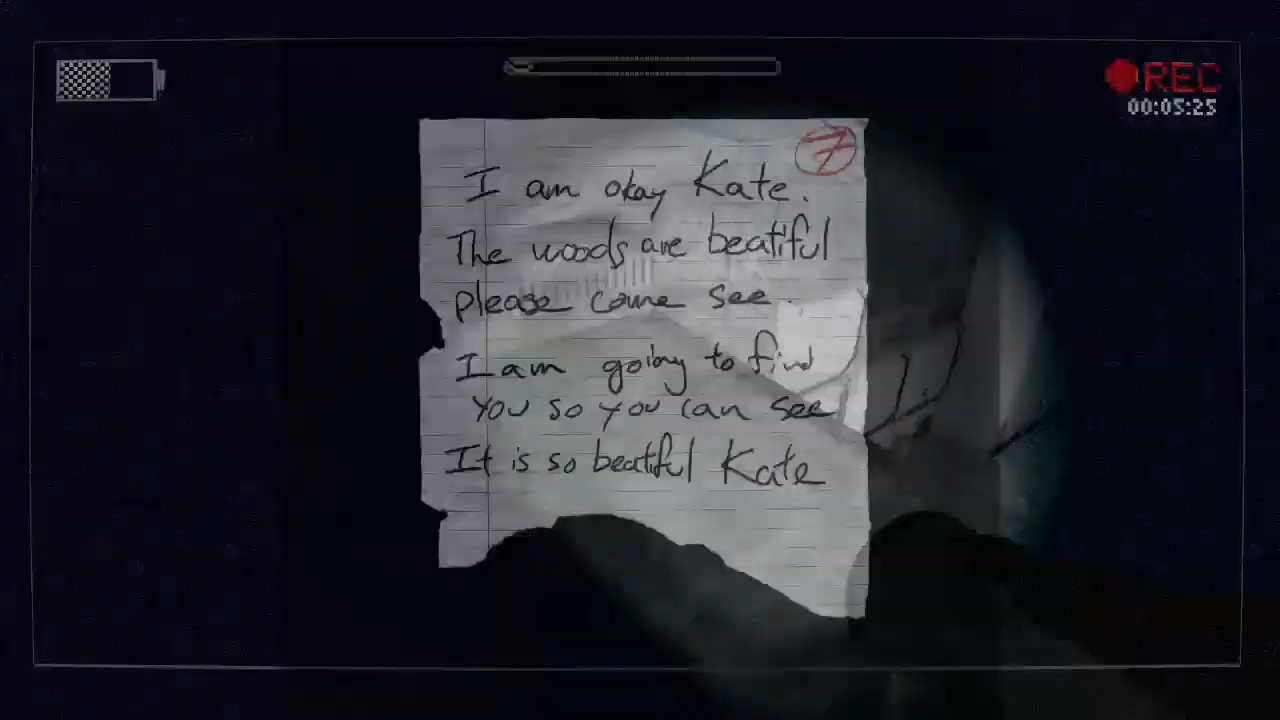 REC
00:05:25
7
I am okay Kate.
The woods are beatiful
please come see.
I am going to find
you so you can see
It is so beatiful Kate